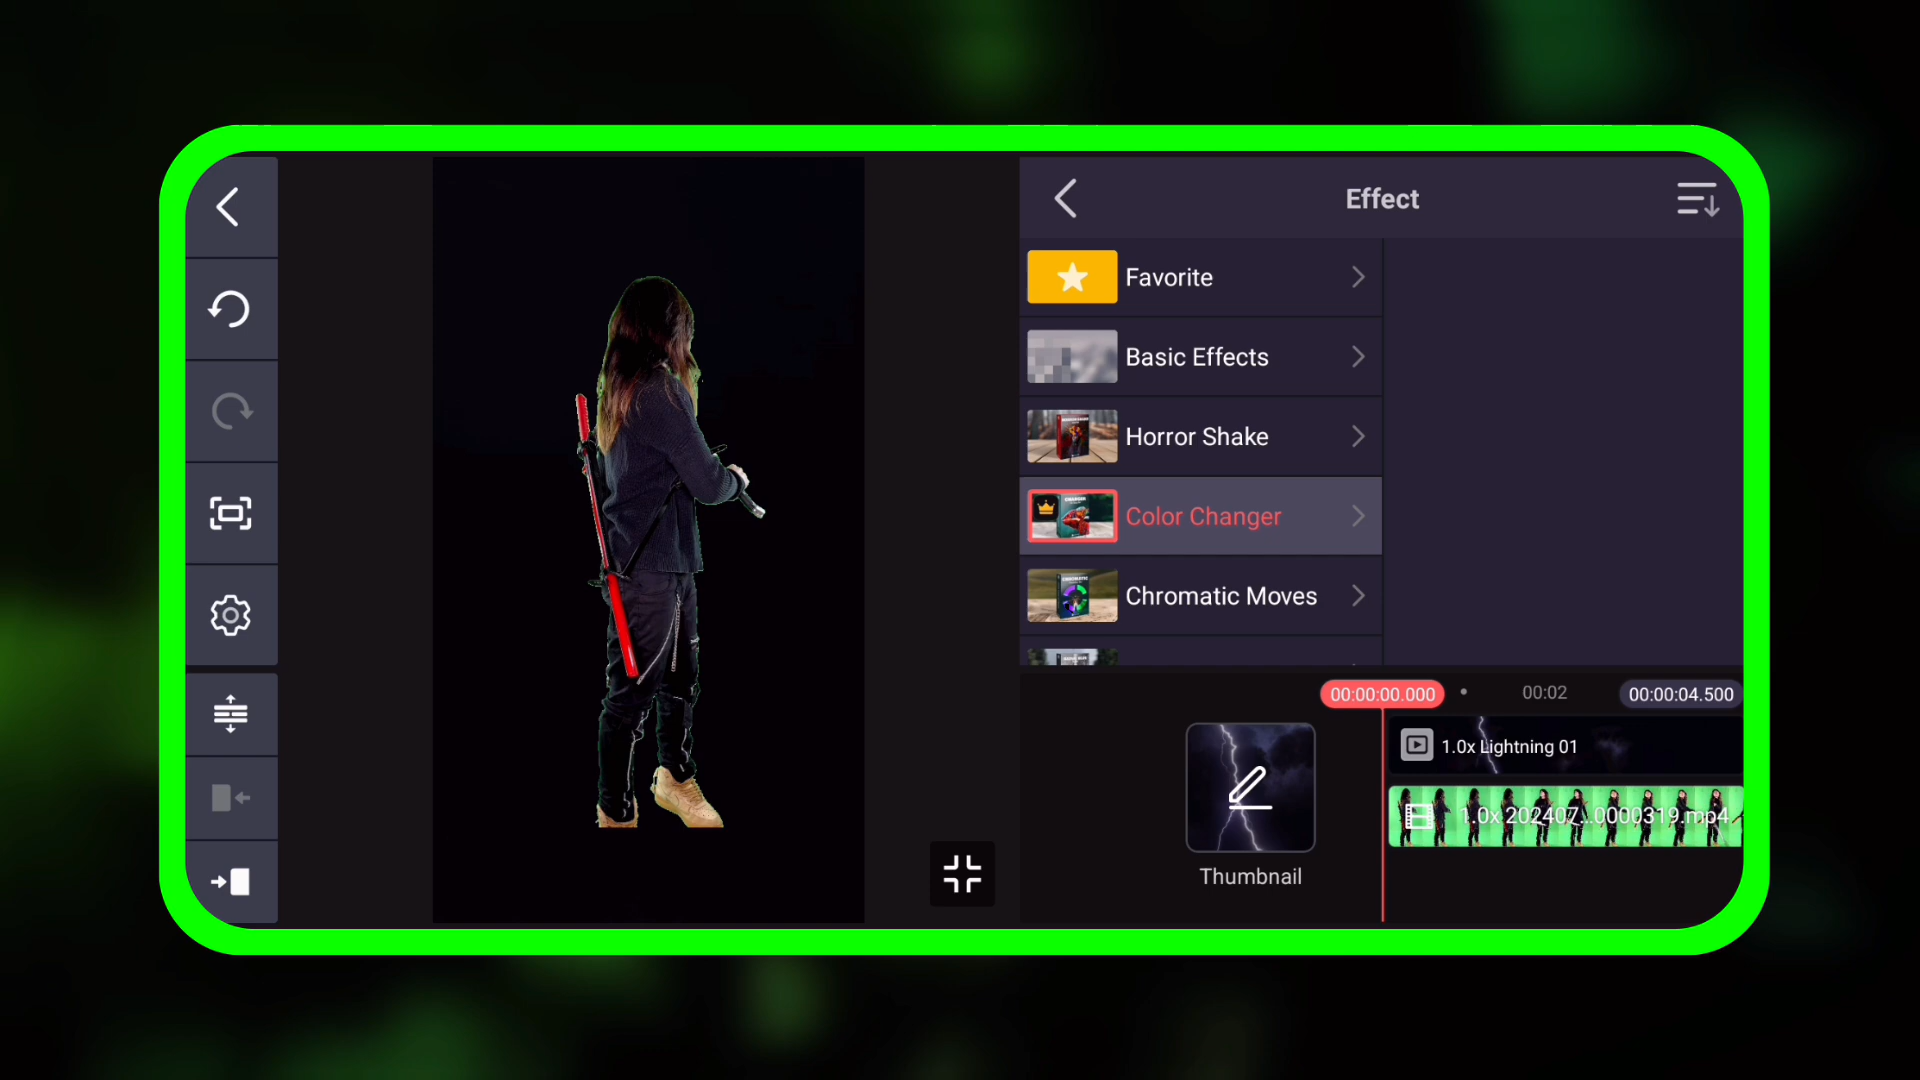 Effect
Favorite
Basic Effects
Horror Shake
Color Changer
Chromatic Moves
00:00:00.000
00:02
00:00:04.500
1.0x Lightning 01
1.0x 202407...0000319.mp4
Thumbnail